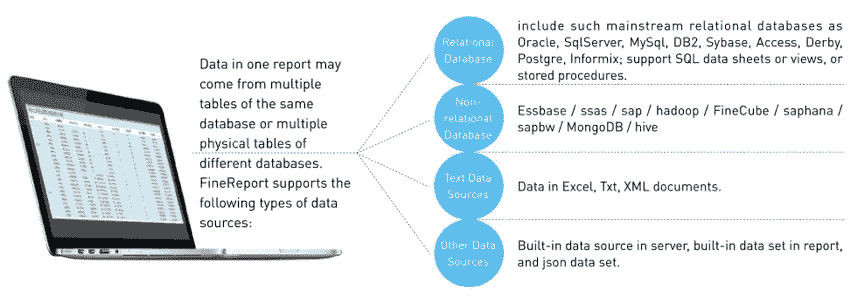 Data in one report may
come from multiple
tables of the same
database or multiple
physical tables of
different databases.
FineReport supports the
following types of data
sources:
Relational
Database
include such mainstream relational databases as
Oracle, SqlServer, MySql, DB2, Sybase, Access, Derby,
Postgre, Informix; support SQL data sheets or views, or
stored procedures.
Non-
relational
Database
Essbase / ssas / sap / hadoop / FineCube / saphana /
sapbw / MongoDB / hive
Text Data
Sources
Data in Excel, Txt, XML documents.
Other Data
Sources
Built-in data source in server, built-in data set in report,
and json data set.